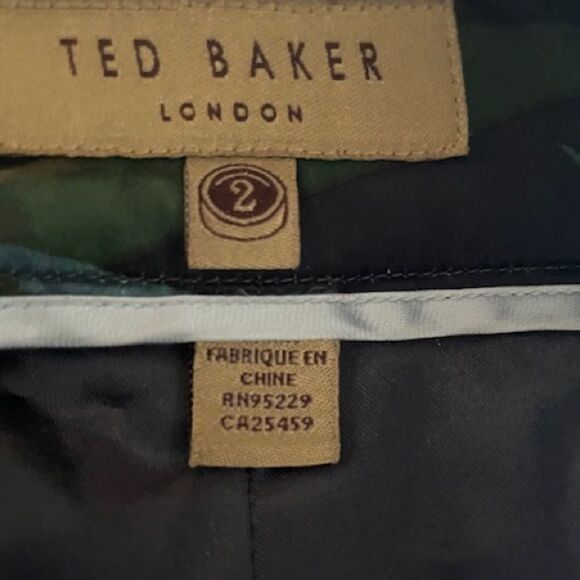 TED BAKER
LONDON
2
FABRIQUE EN
CHINE
RN95229
CA25459